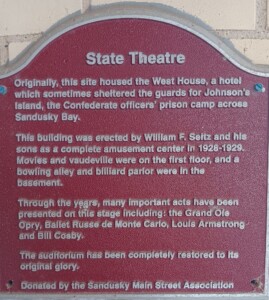 State Theatre
Originally, this site housed the West House, a hotel
which sometimes sheltered the guards for Johnson's
Island, the Confederate officers' prison camp across
Sandusky Bay.
This building was erected by William F. Seitz and his
sons as a complete amusement center in 1928-1929.
Movies and vaudeville were on the first floor, and a
bowling alley and billiard parlor were in the
basement.
Through the years, many important acts have been
presented on this stage including: the Grand Ole
Opry, Ballet Russe de Monte Carlo, Louis Armstrong
and Bill Cosby.
The auditorium has been completely restored to its
original glory.
Donated by the Sandusky Main Street Association